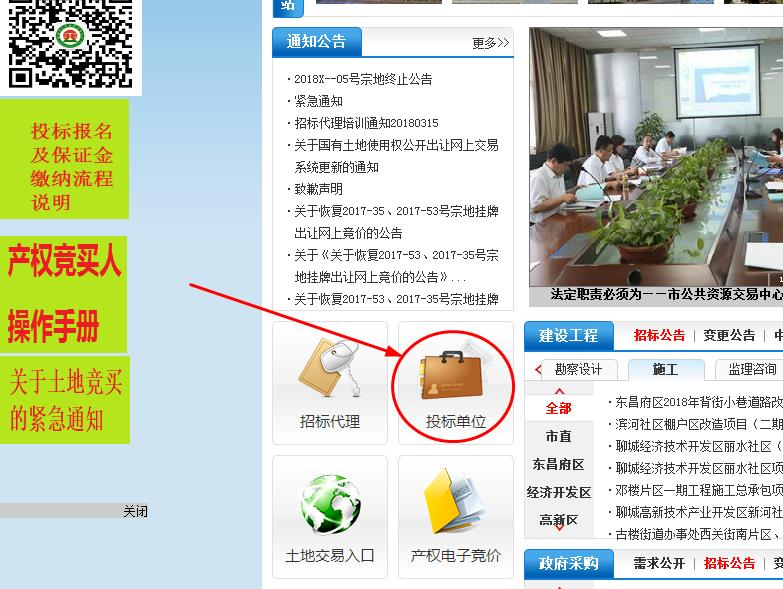 站
投标报名
及保证金
缴纳流程
说明
产权竞买人
操作手册
关于土地竞买
的紧急通知
关闭
通知公告
更多>>
·2018X--05号宗地终止公告
·紧急通知
·招标代理培训通知20180315
·关于国有土地使用权公开出让网上交易
系统更新的通知
·致歉声明
·关于恢复2017-35、2017-53号宗地挂牌
出让网上竞价的公告
·关于《关于恢复2017-53、2017-35号宗
地挂牌出让网上竞价的公告》...
·关于恢复2017-53、2017-35号宗地挂牌
招标代理
投标单位
土地交易入口
产权电子竞价
法定职责必须为——市公共资源交易中心
建设工程
招标公告 | 变更公告 | 中
勘察设计
施工
监理咨询
全部
市直
东昌府区
经济开发区
高新区
·东昌府区2018年背街小巷道路改
·滨河社区棚户区改造项目（二期
·聊城经济技术开发区丽水社区（
·聊城经济技术开发区丽水社区项
·邓楼片区一期工程施工总承包项
·聊城高新技术产业开发区新河社
·古楼街道办事处西关街南片区、
政府采购
需求公开 | 招标公告 | 变